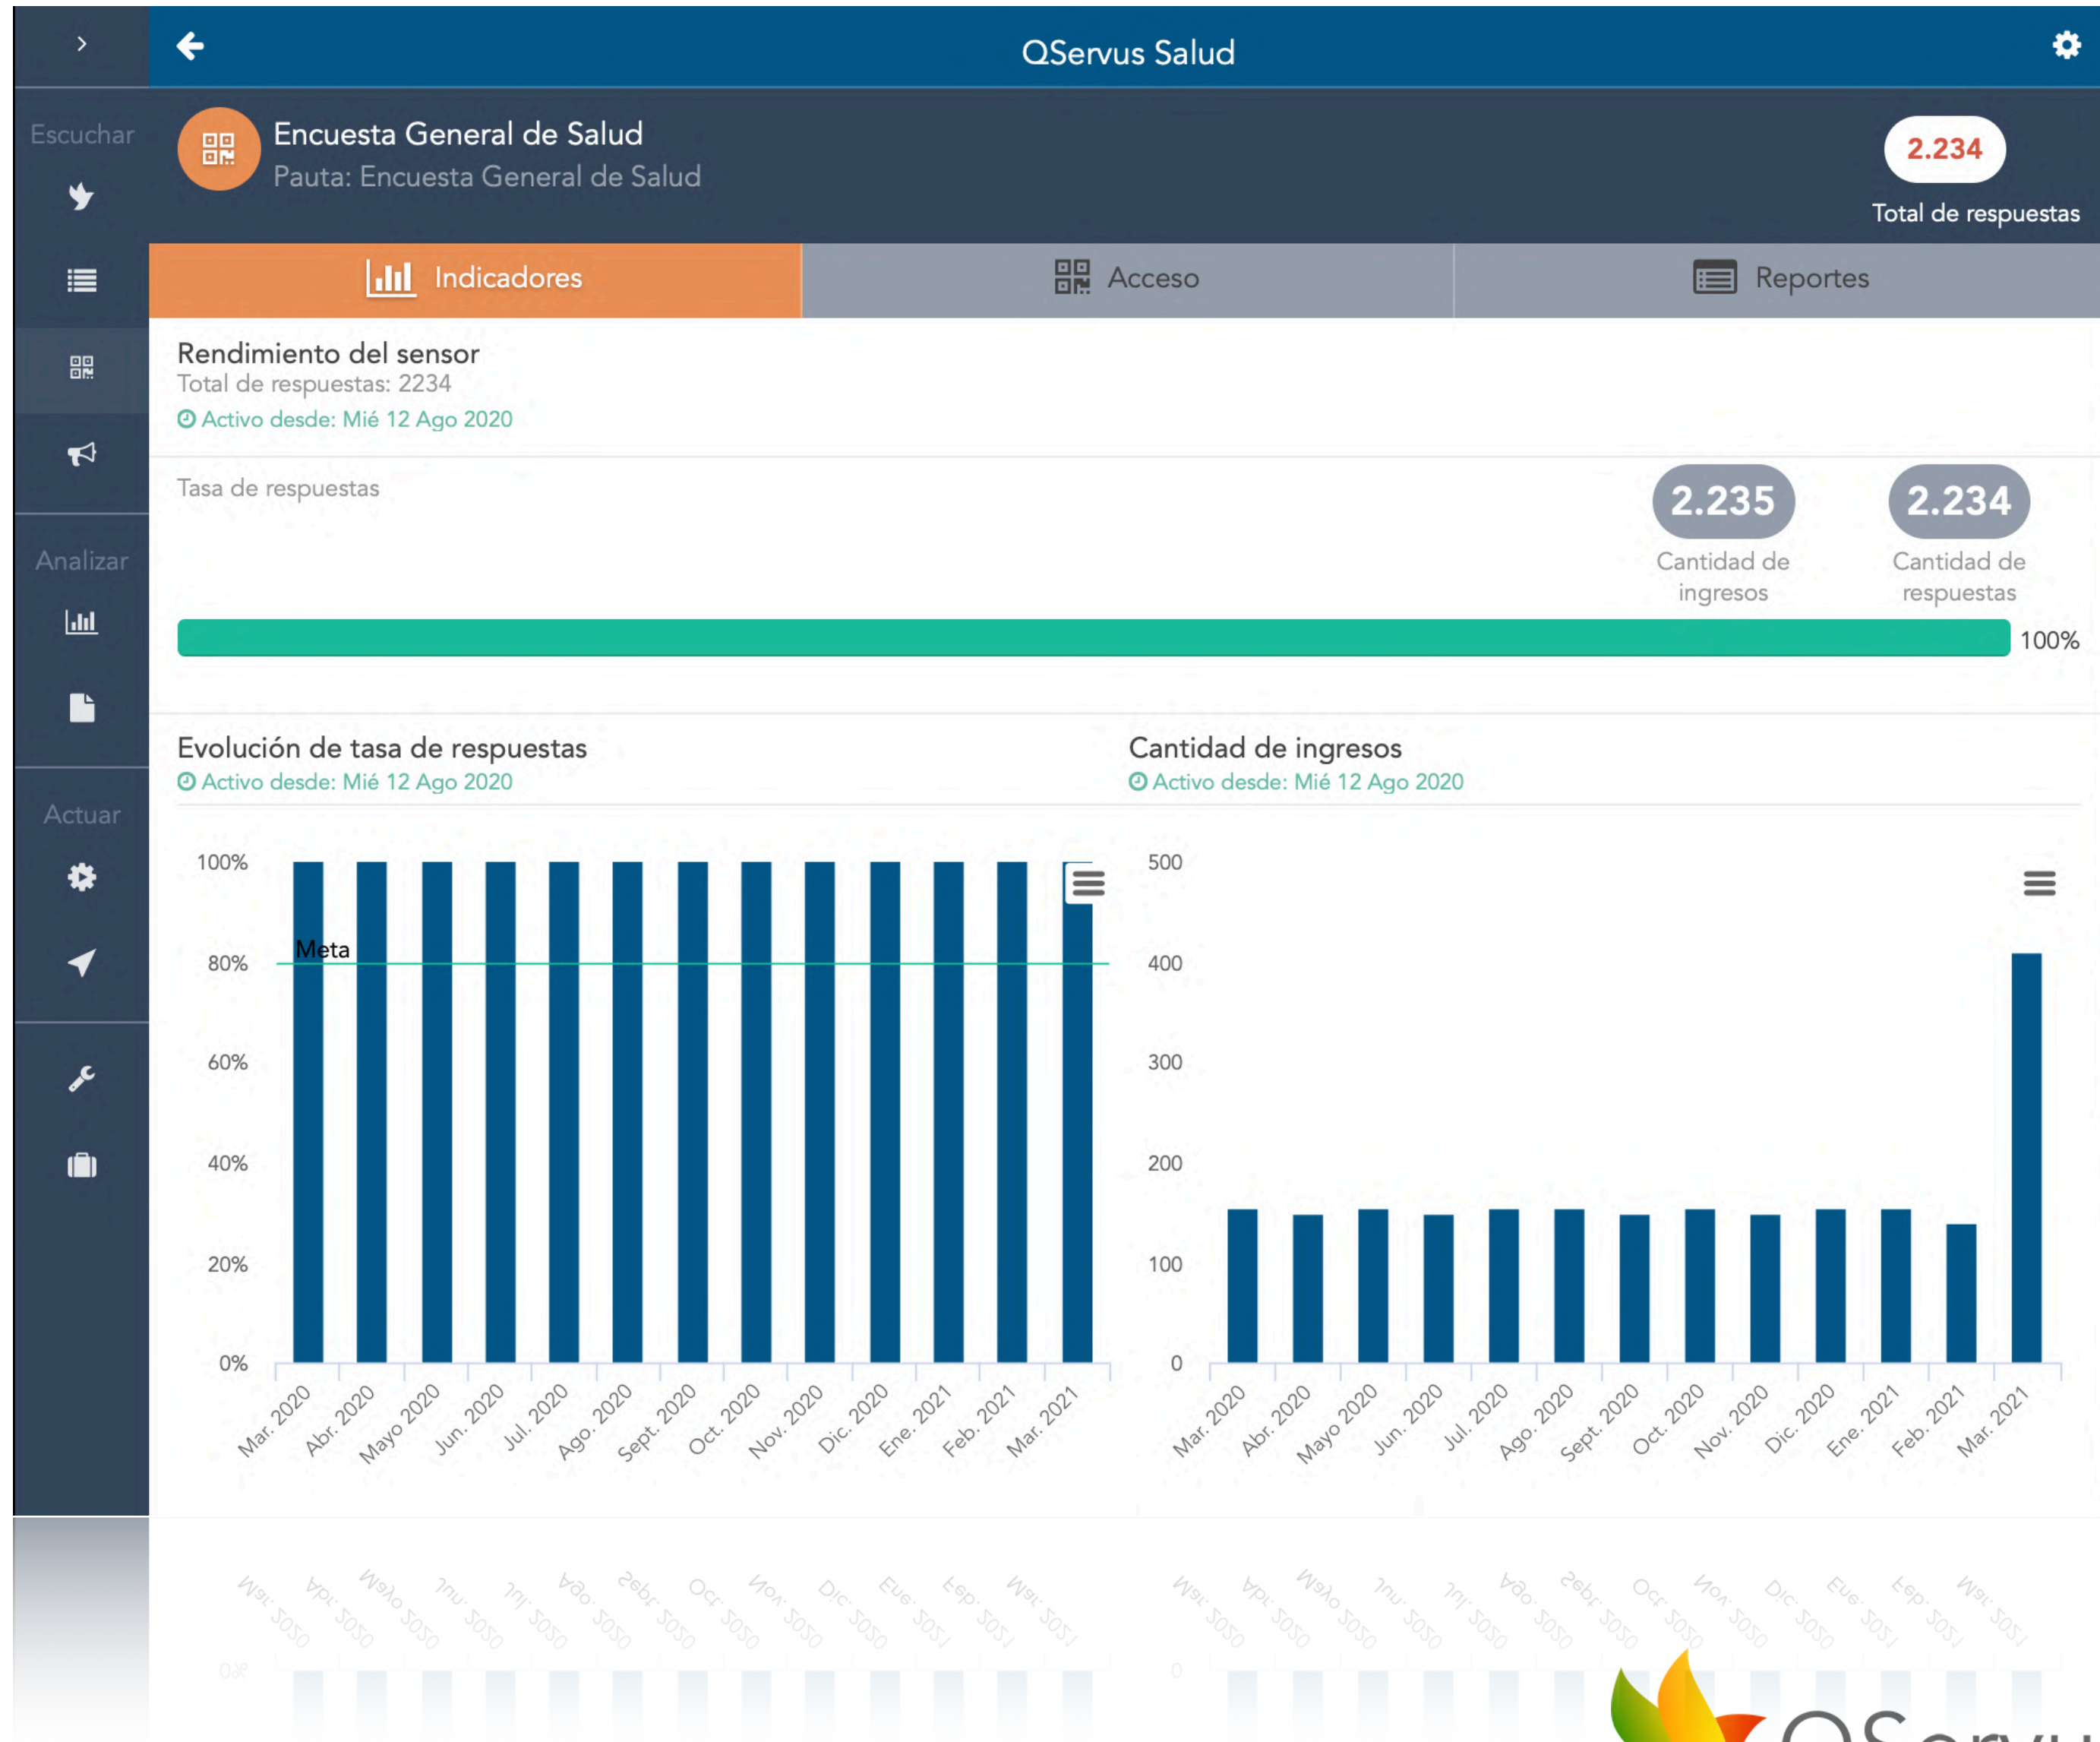 QServus Salud
Escuchar
Encuesta General de Salud
Pauta: Encuesta General de Salud
2.234
Total de respuestas
Indicadores
Acceso
Reportes
Rendimiento del sensor
Total de respuestas: 2234
Activo desde: Mié 12 Ago 2020
Tasa de respuestas
2.235
2.234
Cantidad de
ingresos
Cantidad de
respuestas
100%
Analizar
Actuar
Evolución de tasa de respuestas
Activo desde: Mié 12 Ago 2020
100%
80%
60%
40%
20%
0%
Meta
Mar. 2020
Abr. 2020
Mayo 2020
Jun. 2020
Jul. 2020
Ago. 2020
Sept. 2020
Oct. 2020
Nov. 2020
Dic. 2020
Ene. 2021
Feb. 2021
Mar. 2021
Cantidad de ingresos
Activo desde: Mié 12 Ago 2020
500
400
300
200
100
0
Mar. 2020
Abr. 2020
Mayo 2020
Jun. 2020
Jul. 2020
Ago. 2020
Sept. 2020
Oct. 2020
Nov. 2020
Dic. 2020
Ene. 2021
Feb. 2021
Mar. 2021